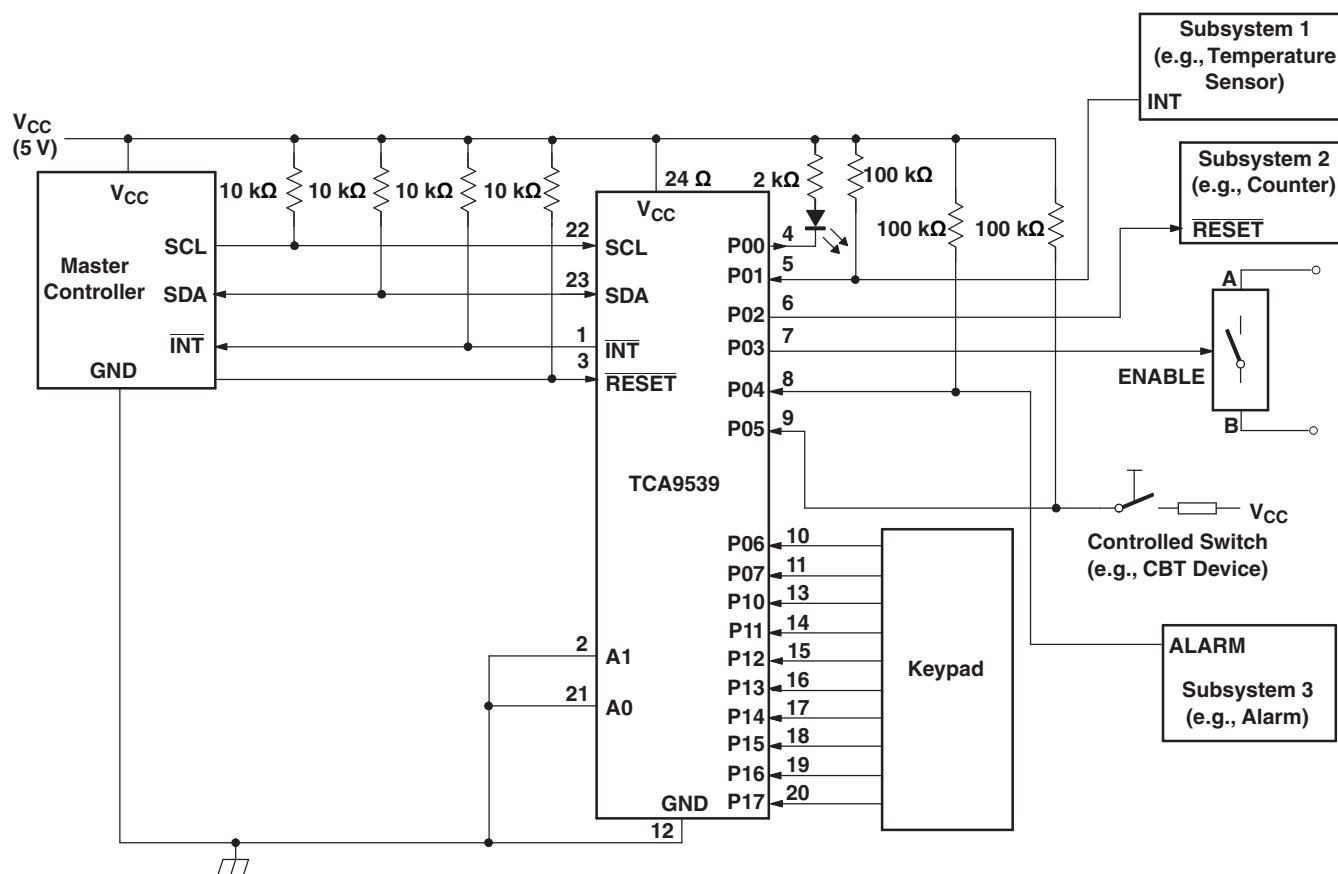 Subsystem 1
(e.g., Temperature
Sensor)
INT
VCC
(5 V)
Subsystem 2
(e.g., Counter)
RESET
VCC
10 kΩ
10 kΩ
10 kΩ
10 kΩ
24 Ω
2 kΩ
100 kΩ
100 kΩ
100 kΩ
VCC
Master
Controller
SCL
SDA
INT
GND
22
23
1
3
SCL
SDA
INT
RESET
P00
P01
P02
P03
P04
P05
4
5
6
7
8
9
A
ENABLE
B
TCA9539
VCC
Controlled Switch
(e.g., CBT Device)
P06
P07
P10
P11
P12
P13
P14
P15
P16
P17
10
11
13
14
15
16
17
18
19
20
Keypad
2
A1
21
A0
ALARM
Subsystem 3
(e.g., Alarm)
GND
12